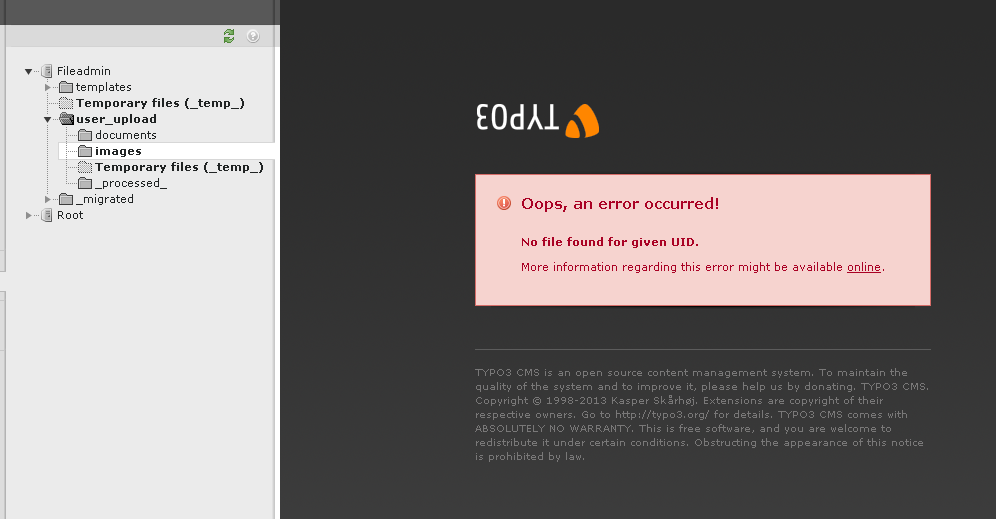 Fileadmin
templates
Temporary files (_temp_)
user_upload
documents
images
Temporary files (_temp_)
_processed_
_migrated
Root
TYPO3
Oops, an error occurred!
No file found for given UID.
More information regarding this error might be available online.
TYPO3 CMS is an open source content management system. To maintain the
quality of the system and to improve it, please help us by donating. TYPO3 CMS.
Copyright © 1998-2013 Kasper Skårhøj. Extensions are copyright of their
respective owners. Go to http://typo3.org/ for details. TYPO3 CMS comes with
ABSOLUTELY NO WARRANTY. This is free software, and you are welcome to
redistribute it under certain conditions. Obstructing the appearance of this notice
is prohibited by law.